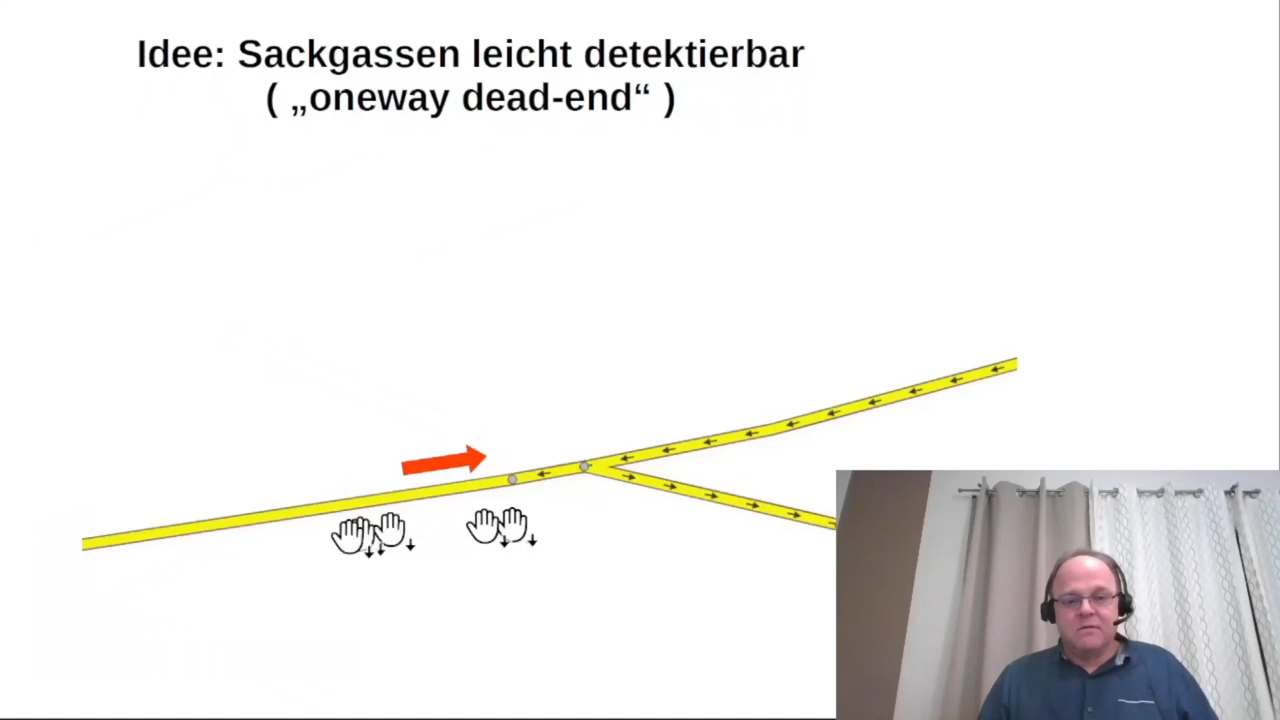 Idee: Sackgassen leicht detektierbar
( „oneway dead-end“ )